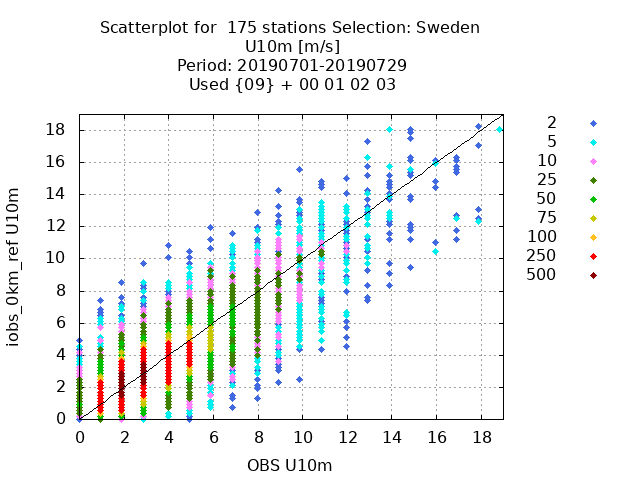 Scatterplot for  175 stations Selection: Sweden
U10m [m/s]
Period: 20190701-20190729
Used {09} + 00 01 02 03
iobs_0km_ref U10m
18
16
14
12
10
8
6
4
2
0
0 2 4 6 8 10 12 14 16 18
OBS U10m
2
5
10
25
50
75
100
250
500